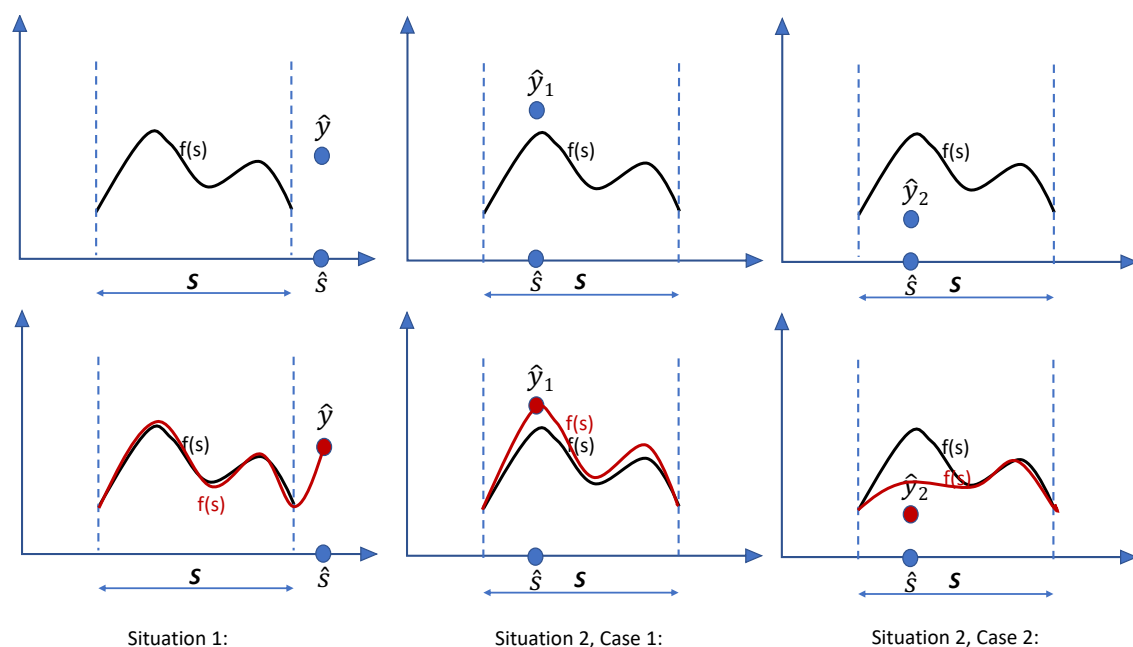 ŷ
f(s)
S
ŝ
ŷ₁
f(s)
ŝ
S
f(s)
ŷ₂
ŝ
S
ŷ
f(s)
f(s)
S
ŝ
ŷ₁
f(s)
f(s)
ŝ
S
f(s)
f(s)
ŷ₂
ŝ
S
Situation 1:
Situation 2, Case 1:
Situation 2, Case 2: